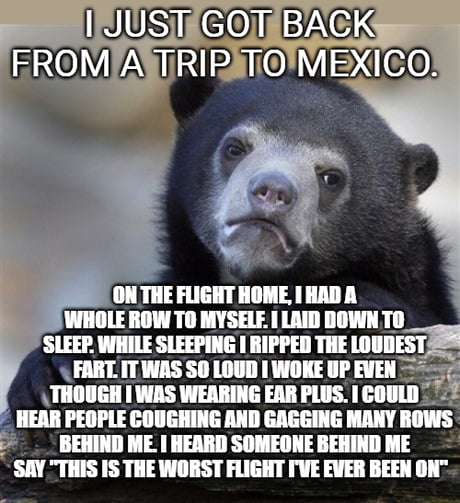 I JUST GOT BACK
FROM A TRIP TO MEXICO.
ON THE FLIGHT HOME, I HAD A
WHOLE ROW TO MYSELF. I LAID DOWN TO
SLEEP. WHILE SLEEPING I RIPPED THE LOUDEST
FART. IT WAS SO LOUD I WOKE UP EVEN
THOUGH I WAS WEARING EAR PLUS. I COULD
HEAR PEOPLE COUGHING AND GAGGING MANY ROWS
BEHIND ME. I HEARD SOMEONE BEHIND ME
SAY "THIS IS THE WORST FLIGHT I'VE EVER BEEN ON"